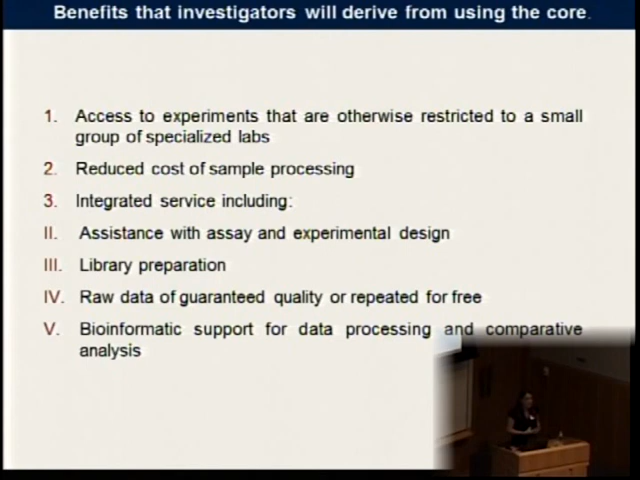 Benefits that investigators will derive from using the core.
1. Access to experiments that are otherwise restricted to a small
group of specialized labs
2. Reduced cost of sample processing
3. Integrated service including:
II. Assistance with assay and experimental design
III. Library preparation
IV. Raw data of guaranteed quality or repeated for free
V. Bioinformatic support for data processing and comparative
analysis